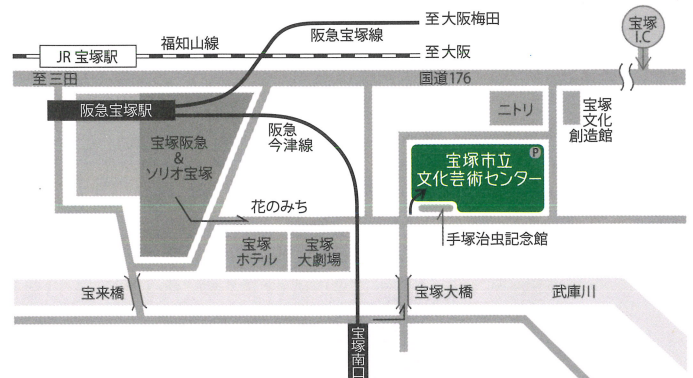 至大阪梅田
阪急宝塚線
宝塚
I.C
福知山線
JR 宝塚駅
至大阪
至三田
国道176
阪急宝塚駅
ニトリ
宝塚
文化
創造館
宝塚阪急
&
ソリオ宝塚
阪急
今津線
P
宝塚市立
文化芸術センター
花のみち
手塚治虫記念館
宝塚
ホテル
宝塚
大劇場
宝来橋
宝塚大橋
武庫川
宝塚南口